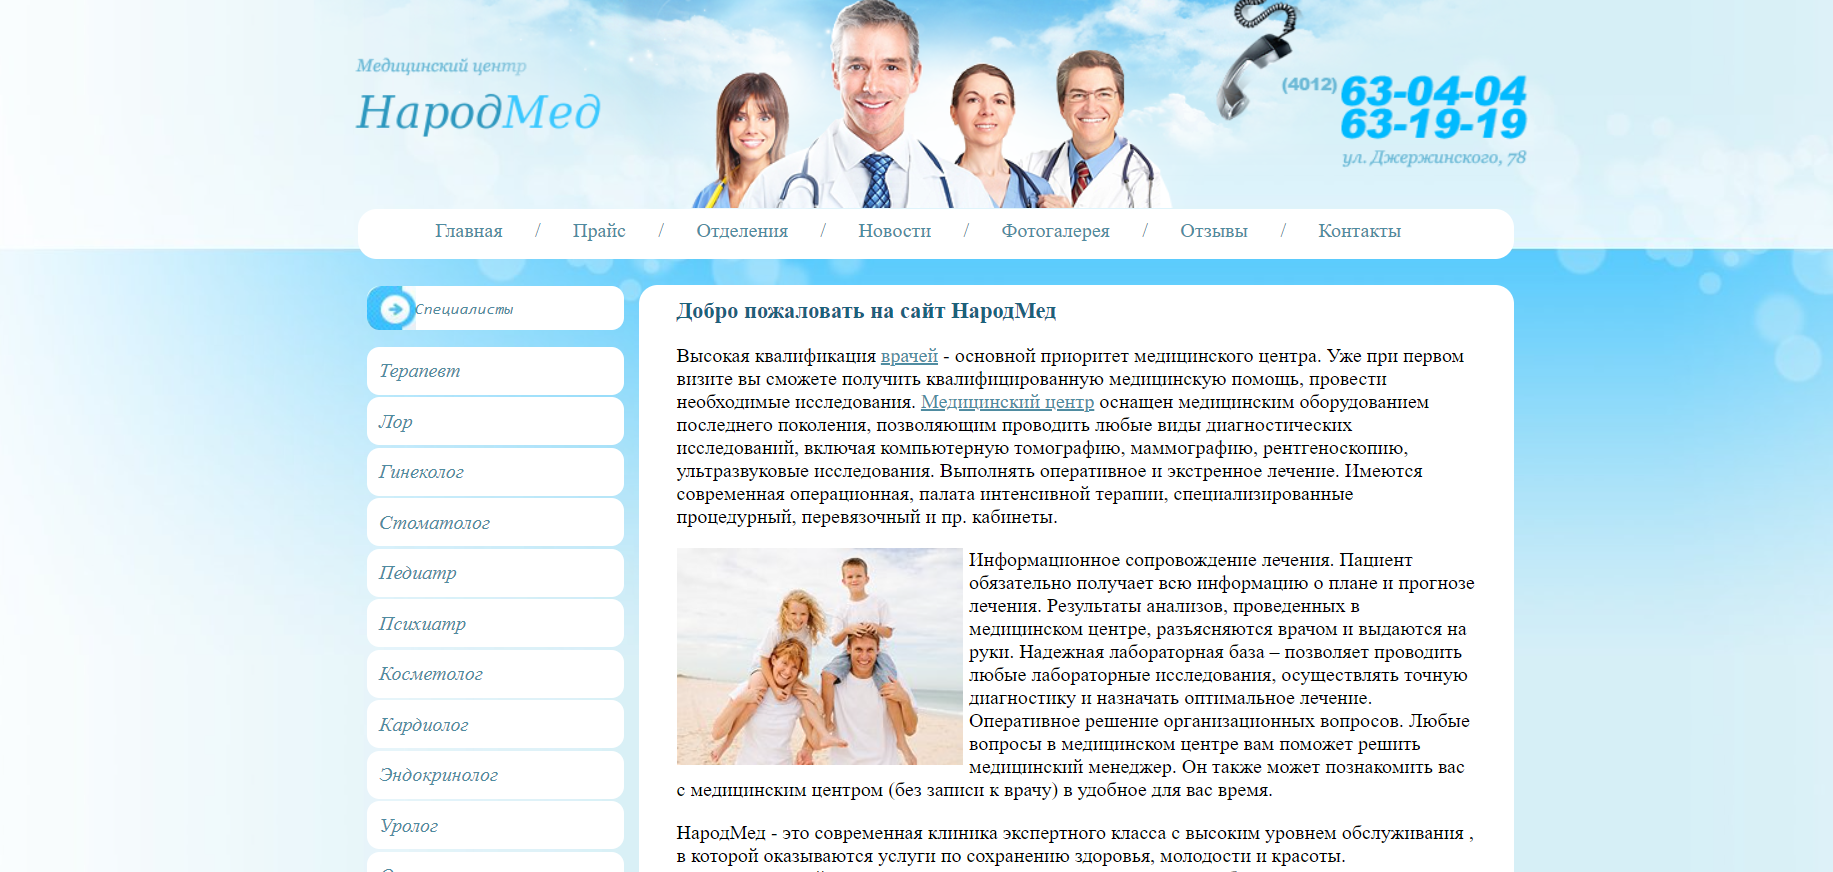 Медицинский центр
НародМед
(4012) 63-04-04
63-19-19
ул. Джержинского, 78
Главная / Прайс / Отделения / Новости / Фотогалерея / Отзывы / Контакты
Специалисты
Терапевт
Лор
Гинеколог
Стоматолог
Педиатр
Психиатр
Косметолог
Кардиолог
Эндокринолог
Уролог
Добро пожаловать на сайт НародМед
Высокая квалификация врачей - основной приоритет медицинского центра. Уже при первом
визите вы сможете получить квалифицированную медицинскую помощь, провести
необходимые исследования. Медицинский центр оснащен медицинским оборудованием
последнего поколения, позволяющим проводить любые виды диагностических
исследований, включая компьютерную томографию, маммографию, рентгеноскопию,
ультразвуковые исследования. Выполнять оперативное и экстренное лечение. Имеются
современная операционная, палата интенсивной терапии, специализированные
процедурный, перевязочный и пр. кабинеты.
Информационное сопровождение лечения. Пациент
обязательно получает всю информацию о плане и прогнозе
лечения. Результаты анализов, проведенных в
медицинском центре, разъясняются врачом и выдаются на
руки. Надежная лабораторная база – позволяет проводить
любые лабораторные исследования, осуществлять точную
диагностику и назначать оптимальное лечение.
Оперативное решение организационных вопросов. Любые
вопросы в медицинском центре вам поможет решить
медицинский менеджер. Он также может познакомить вас
с медицинским центром (без записи к врачу) в удобное для вас время.
НародМед - это современная клиника экспертного класса с высоким уровнем обслуживания ,
в которой оказываются услуги по сохранению здоровья, молодости и красоты.